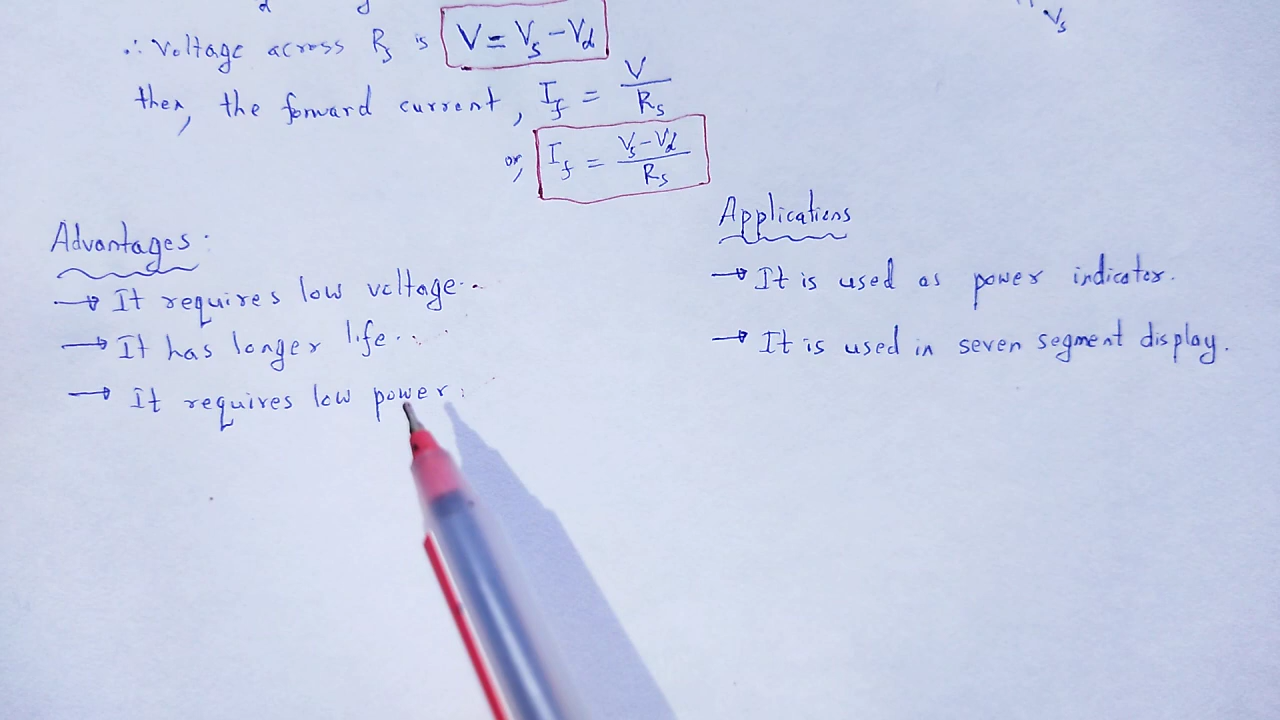 ∴ Voltage across Rs is V = Vs - Vd
then, the forward current, If = V / Rs
or, If = Vs - Vd / Rs
Vs
Advantages:
→ It requires low voltage..
→ It has longer life..
→ It requires low power:
Applications
→ It is used as power indicator.
→ It is used in seven segment display.